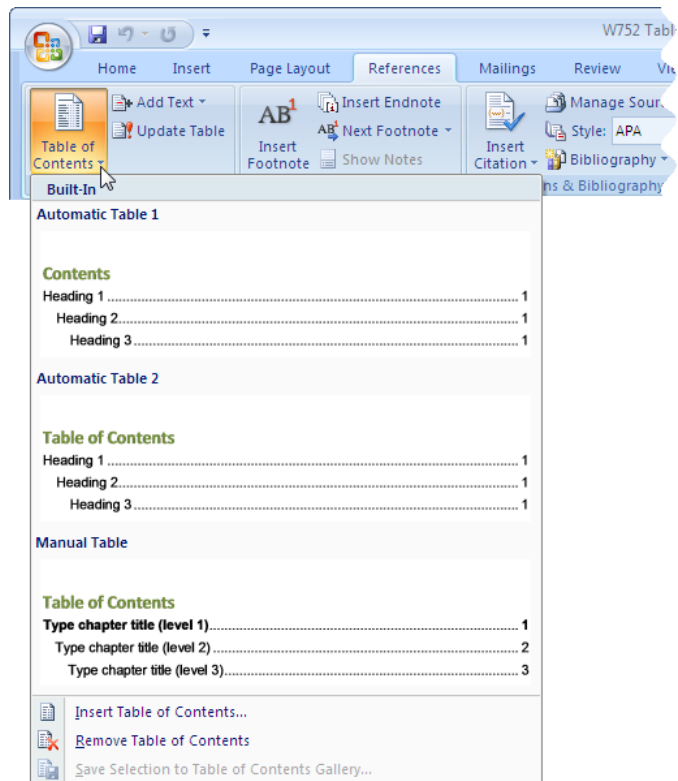 W752 Tabl
Home Insert Page Layout References Mailings Review
Table of Contents
Add Text
Update Table
AB1
Insert Footnote
Insert Endnote
AB1 Next Footnote
Show Notes
Insert Citation
Manage Sour
Style: APA
Bibliography
ns & Bibliography
Built-In
Automatic Table 1
Contents
Heading 1 ........ 1
Heading 2 ........ 1
Heading 3 ........ 1
Automatic Table 2
Table of Contents
Heading 1 ........ 1
Heading 2 ........ 1
Heading 3 ........ 1
Manual Table
Table of Contents
Type chapter title (level 1) ........ 1
Type chapter title (level 2) ........ 2
Type chapter title (level 3) ........ 3
Insert Table of Contents...
Remove Table of Contents
Save Selection to Table of Contents Gallery...